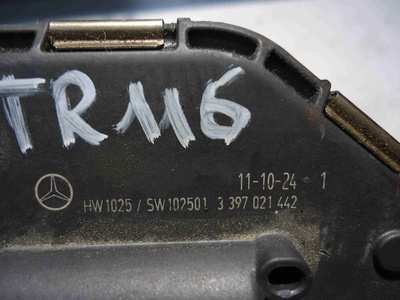 TR116
11-10-24 - 1
HW1025 / SW102501 3 397 021 442